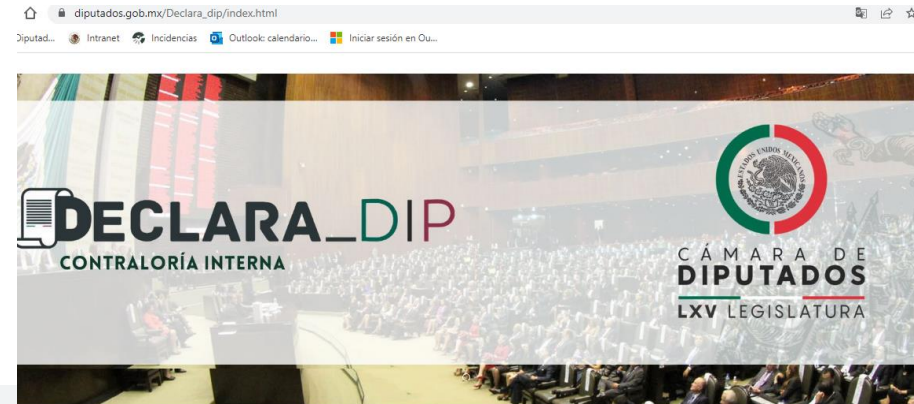 diputados.gob.mx/Declara_dip/index.html
Diputad... Intranet Incidencias Outlook: calendario... Iniciar sesión en Ou...
DECLARA_DIP
CONTRALORÍA INTERNA
ESTADOS UNIDOS MEXICANOS
CÁMARA DE
DIPUTADOS
LXV LEGISLATURA